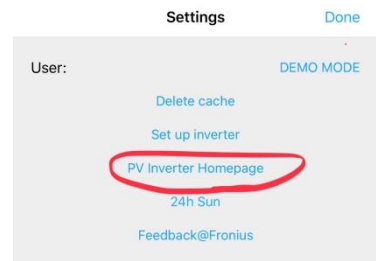 Settings Done
User: DEMO MODE
Delete cache
Set up inverter
PV Inverter Homepage
24h Sun
Feedback@Fronius